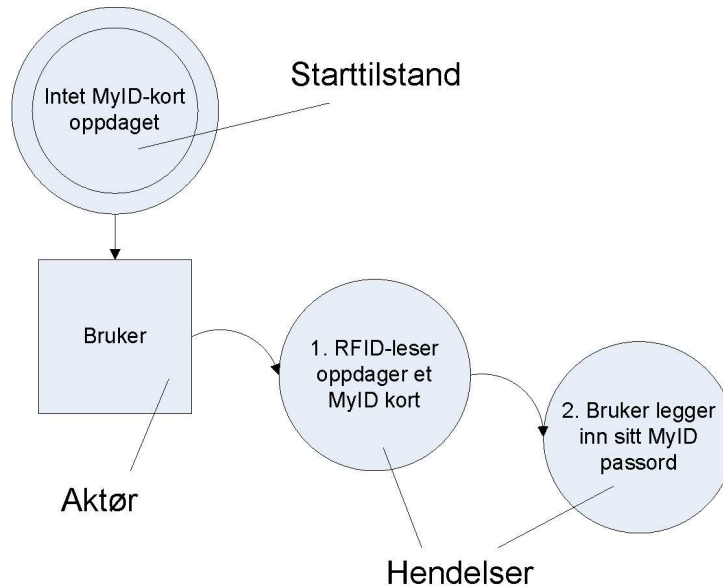 Intet MyID-kort
oppdaget
Starttilstand
Bruker
1. RFID-leser
oppdager et
MyID kort
2. Bruker legger
inn sitt MyID
passord
Aktør
Hendelser